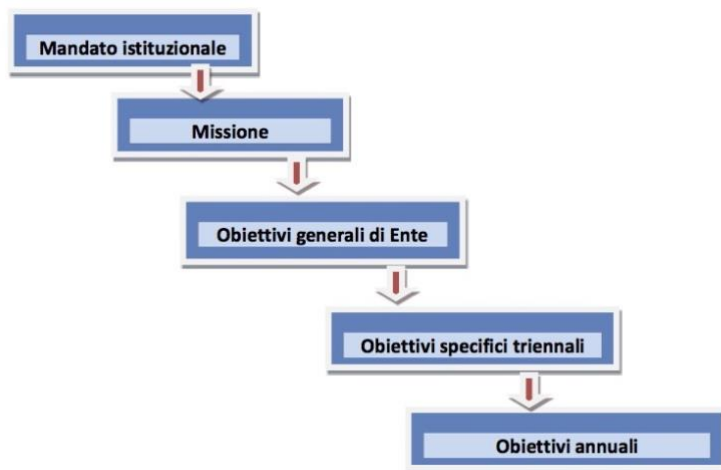 Mandato istituzionale
Missione
Obiettivi generali di Ente
Obiettivi specifici triennali
Obiettivi annuali